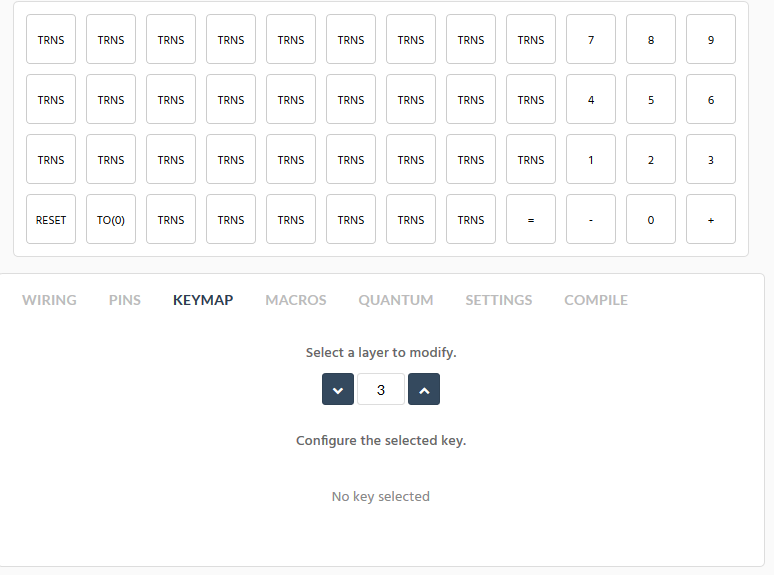 TRNS TRNS TRNS TRNS TRNS TRNS TRNS TRNS TRNS 7 8 9
TRNS TRNS TRNS TRNS TRNS TRNS TRNS TRNS TRNS 4 5 6
TRNS TRNS TRNS TRNS TRNS TRNS TRNS TRNS TRNS 1 2 3
RESET TO(0) TRNS TRNS TRNS TRNS TRNS TRNS = - 0 +
WIRING PINS KEYMAP MACROS QUANTUM SETTINGS COMPILE
Select a layer to modify.
3
Configure the selected key.
No key selected